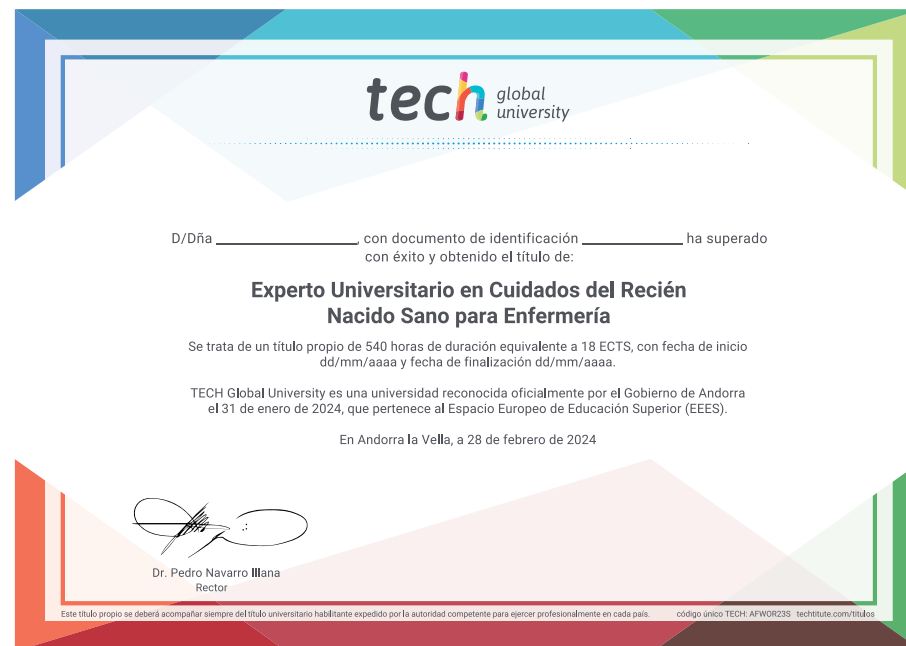 tech global university
D/Dña ________________, con documento de identificación ____________ ha superado
con éxito y obtenido el título de:
Experto Universitario en Cuidados del Recién
Nacido Sano para Enfermería
Se trata de un título propio de 540 horas de duración equivalente a 18 ECTS, con fecha de inicio
dd/mm/aaaa y fecha de finalización dd/mm/aaaa.
TECH Global University es una universidad reconocida oficialmente por el Gobierno de Andorra
el 31 de enero de 2024, que pertenece al Espacio Europeo de Educación Superior (EEES).
En Andorra la Vella, a 28 de febrero de 2024
Dr. Pedro Navarro Illana
Rector
Este título propio se deberá acompañar siempre del título universitario habilitante expedido por la autoridad competente para ejercer profesionalmente en cada país. código único TECH: AFWOR23S techtitute.com/titulos